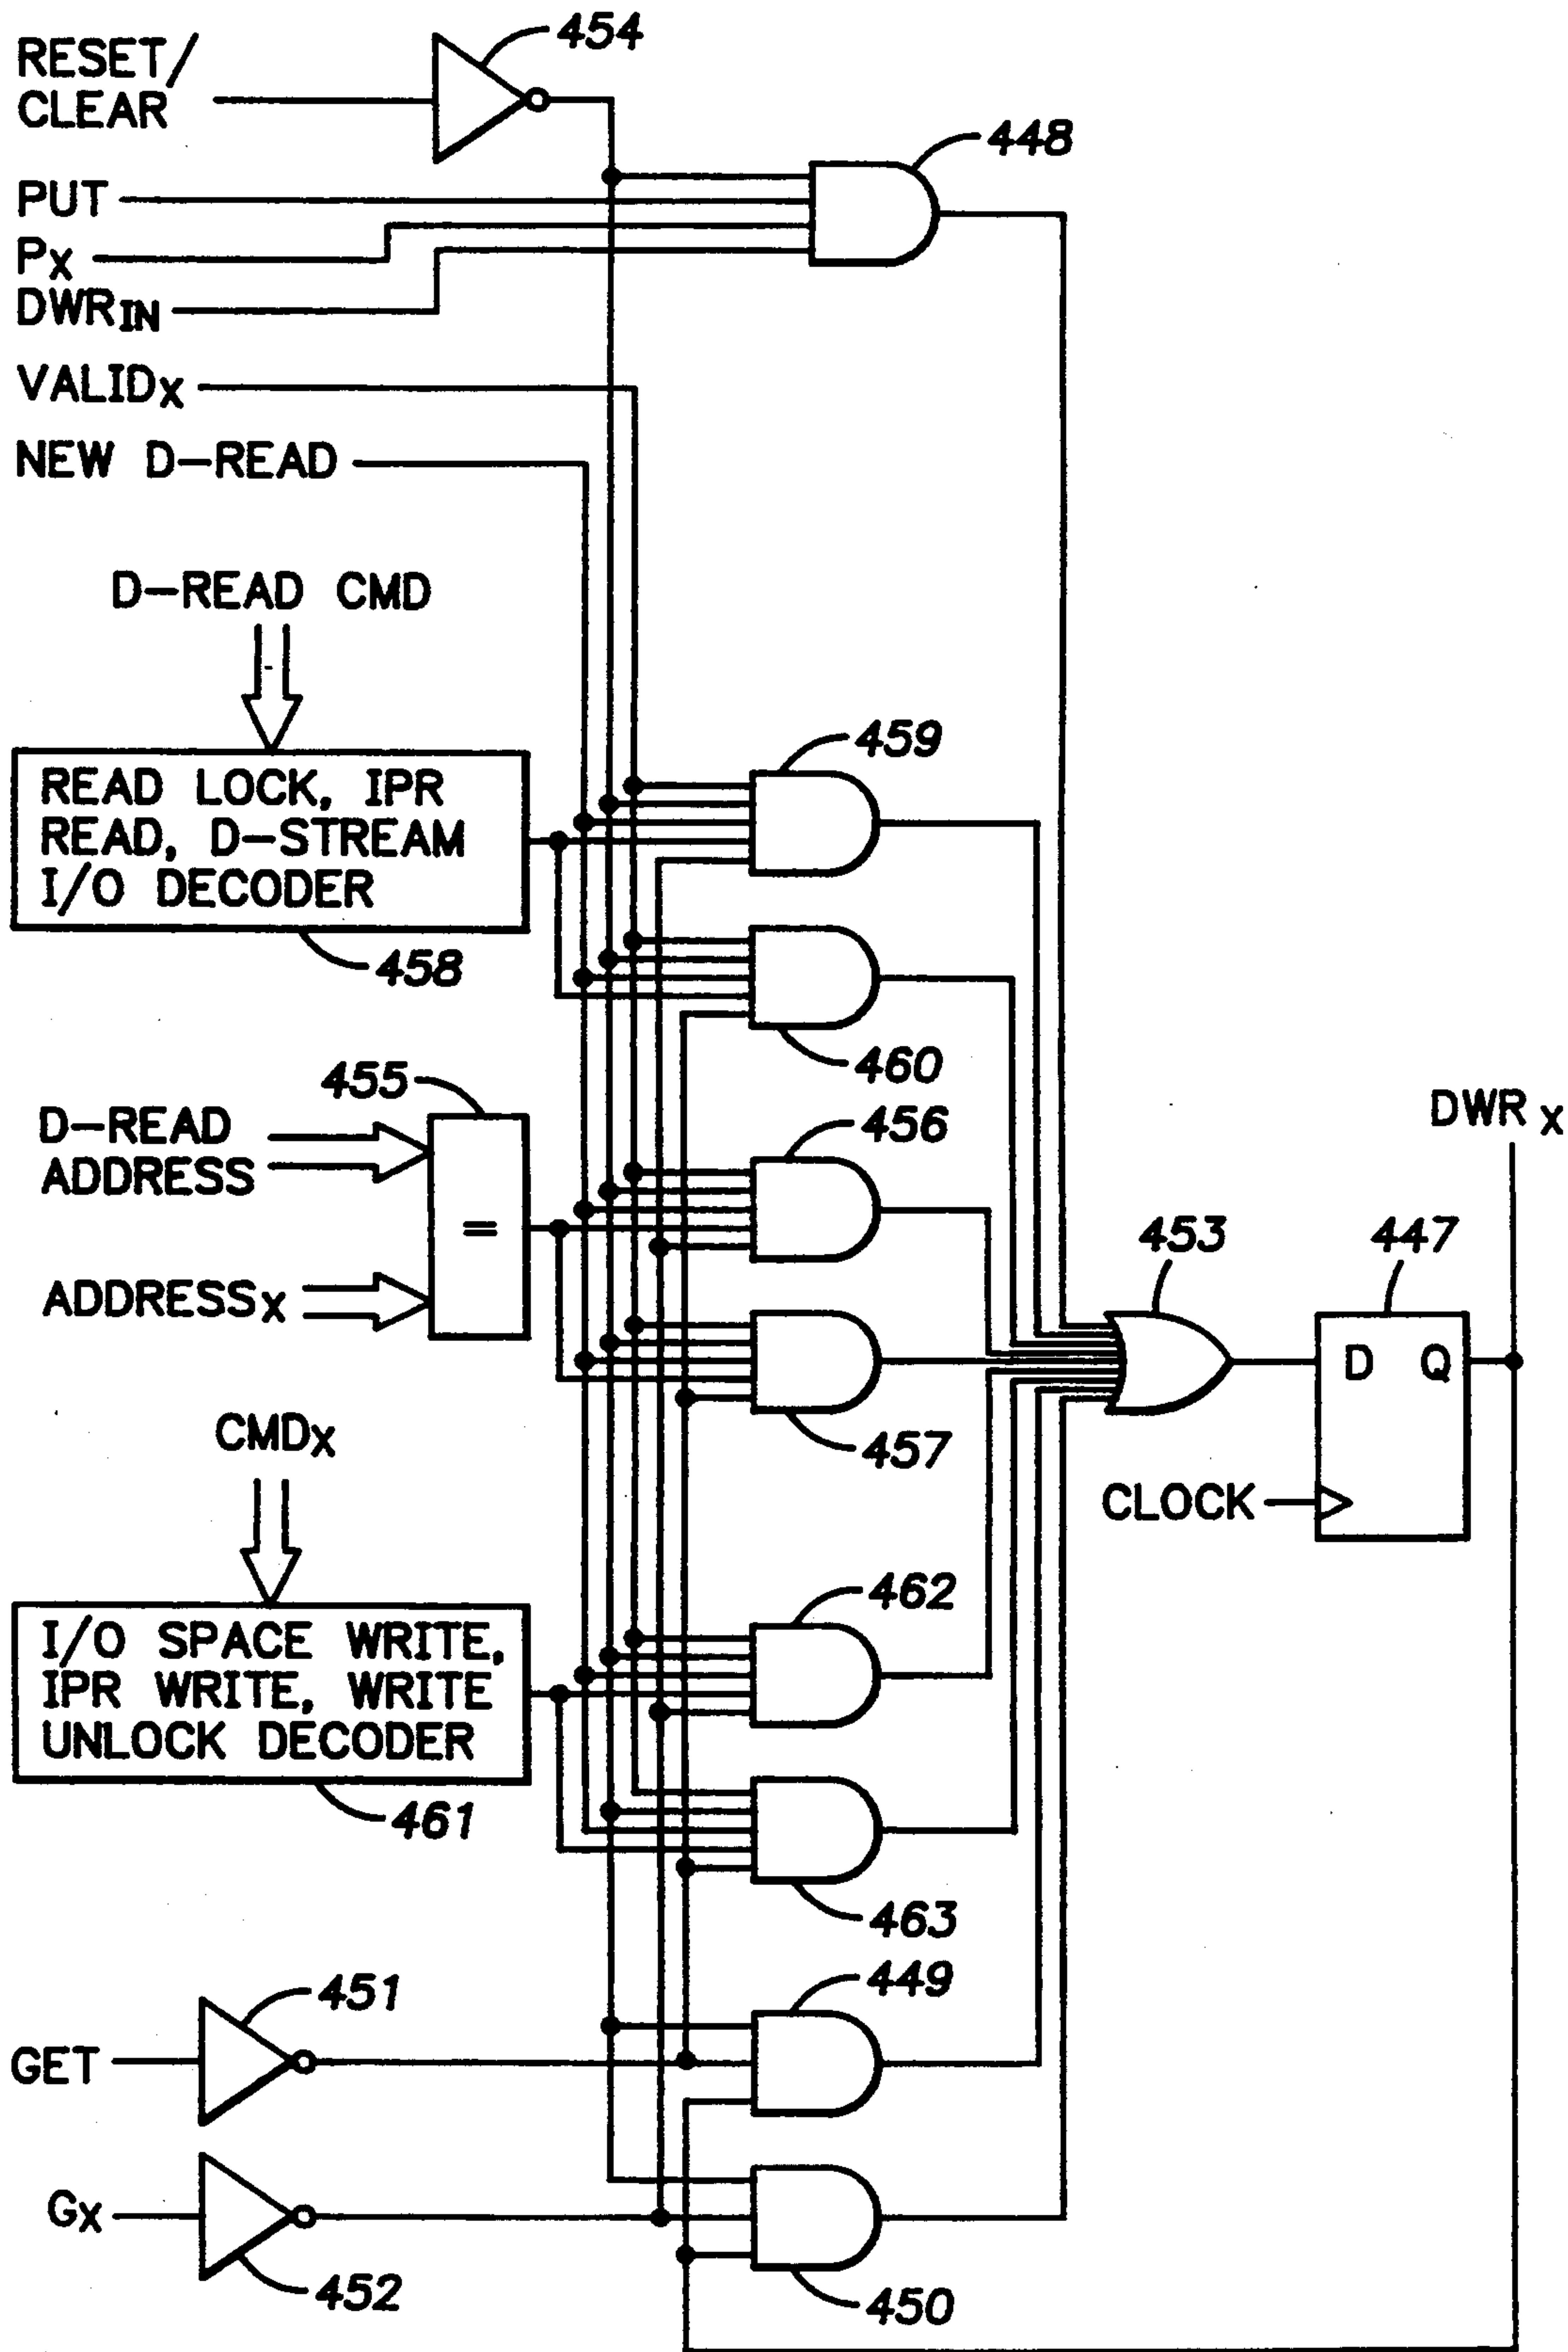 RESET/
CLEAR
454
448
PUT
PX
DWRIN
VALIDX
NEW D-READ
D-READ CMD
459
READ LOCK, IPR
READ, D-STREAM
I/O DECODER
458
460
455
D-READ
ADDRESS
456
DWR X
=
453
447
ADDRESSX
D Q
457
CMDX
CLOCK
462
I/O SPACE WRITE,
IPR WRITE, WRITE
UNLOCK DECODER
461
463
451
449
GET
GX
452
450